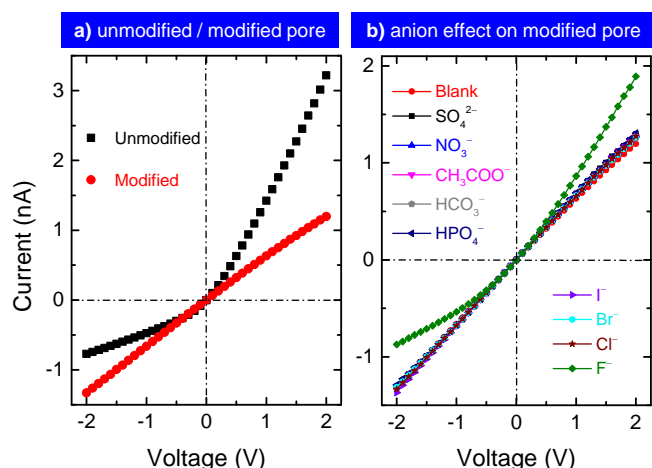 a) unmodified / modified pore
b) anion effect on modified pore
Current (nA)
3
2
1
0
-1
Unmodified
Modified
-2
-1
0
1
2
Voltage (V)
2
1
0
-1
Blank
SO₄²⁻
NO₃⁻
CH₃COO⁻
HCO₃⁻
HPO₄⁻
I⁻
Br⁻
Cl⁻
F⁻
-2
-1
0
1
2
Voltage (V)